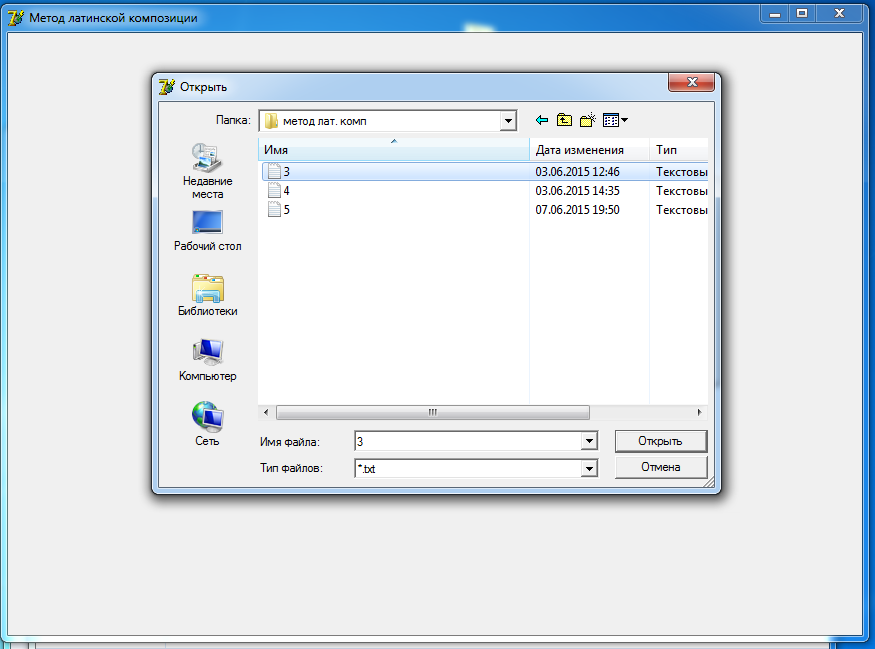 Метод латинской композиции
Открыть
Папка: метод лат. комп
Имя Дата изменения Тип
3 03.06.2015 12:46 Текстовы
4 03.06.2015 14:35 Текстовы
5 07.06.2015 19:50 Текстовы
Недавние
места
Рабочий стол
Библиотеки
Компьютер
Сеть
Имя файла: 3 Открыть
Тип файлов: *.txt Отмена